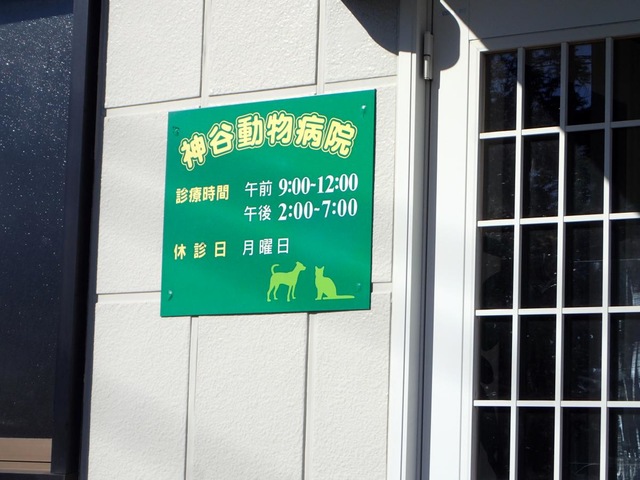 神谷動物病院
診療時間 午前 9:00-12:00
午後 2:00-7:00
休診日 月曜日